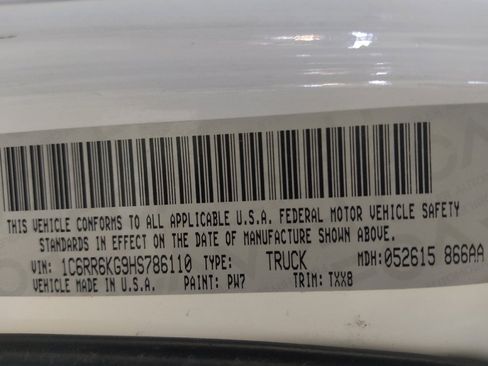 THIS VEHICLE CONFORMS TO ALL APPLICABLE U.S.A. FEDERAL MOTOR VEHICLE SAFETY
STANDARDS IN EFFECT ON THE DATE OF MANUFACTURE SHOWN ABOVE.
VIN: 1C6RR6KG9HS786110 TYPE: TRUCK MDH: 052615 866AA
VEHICLE MADE IN U.S.A. PAINT: PW7 TRIM: TXX8